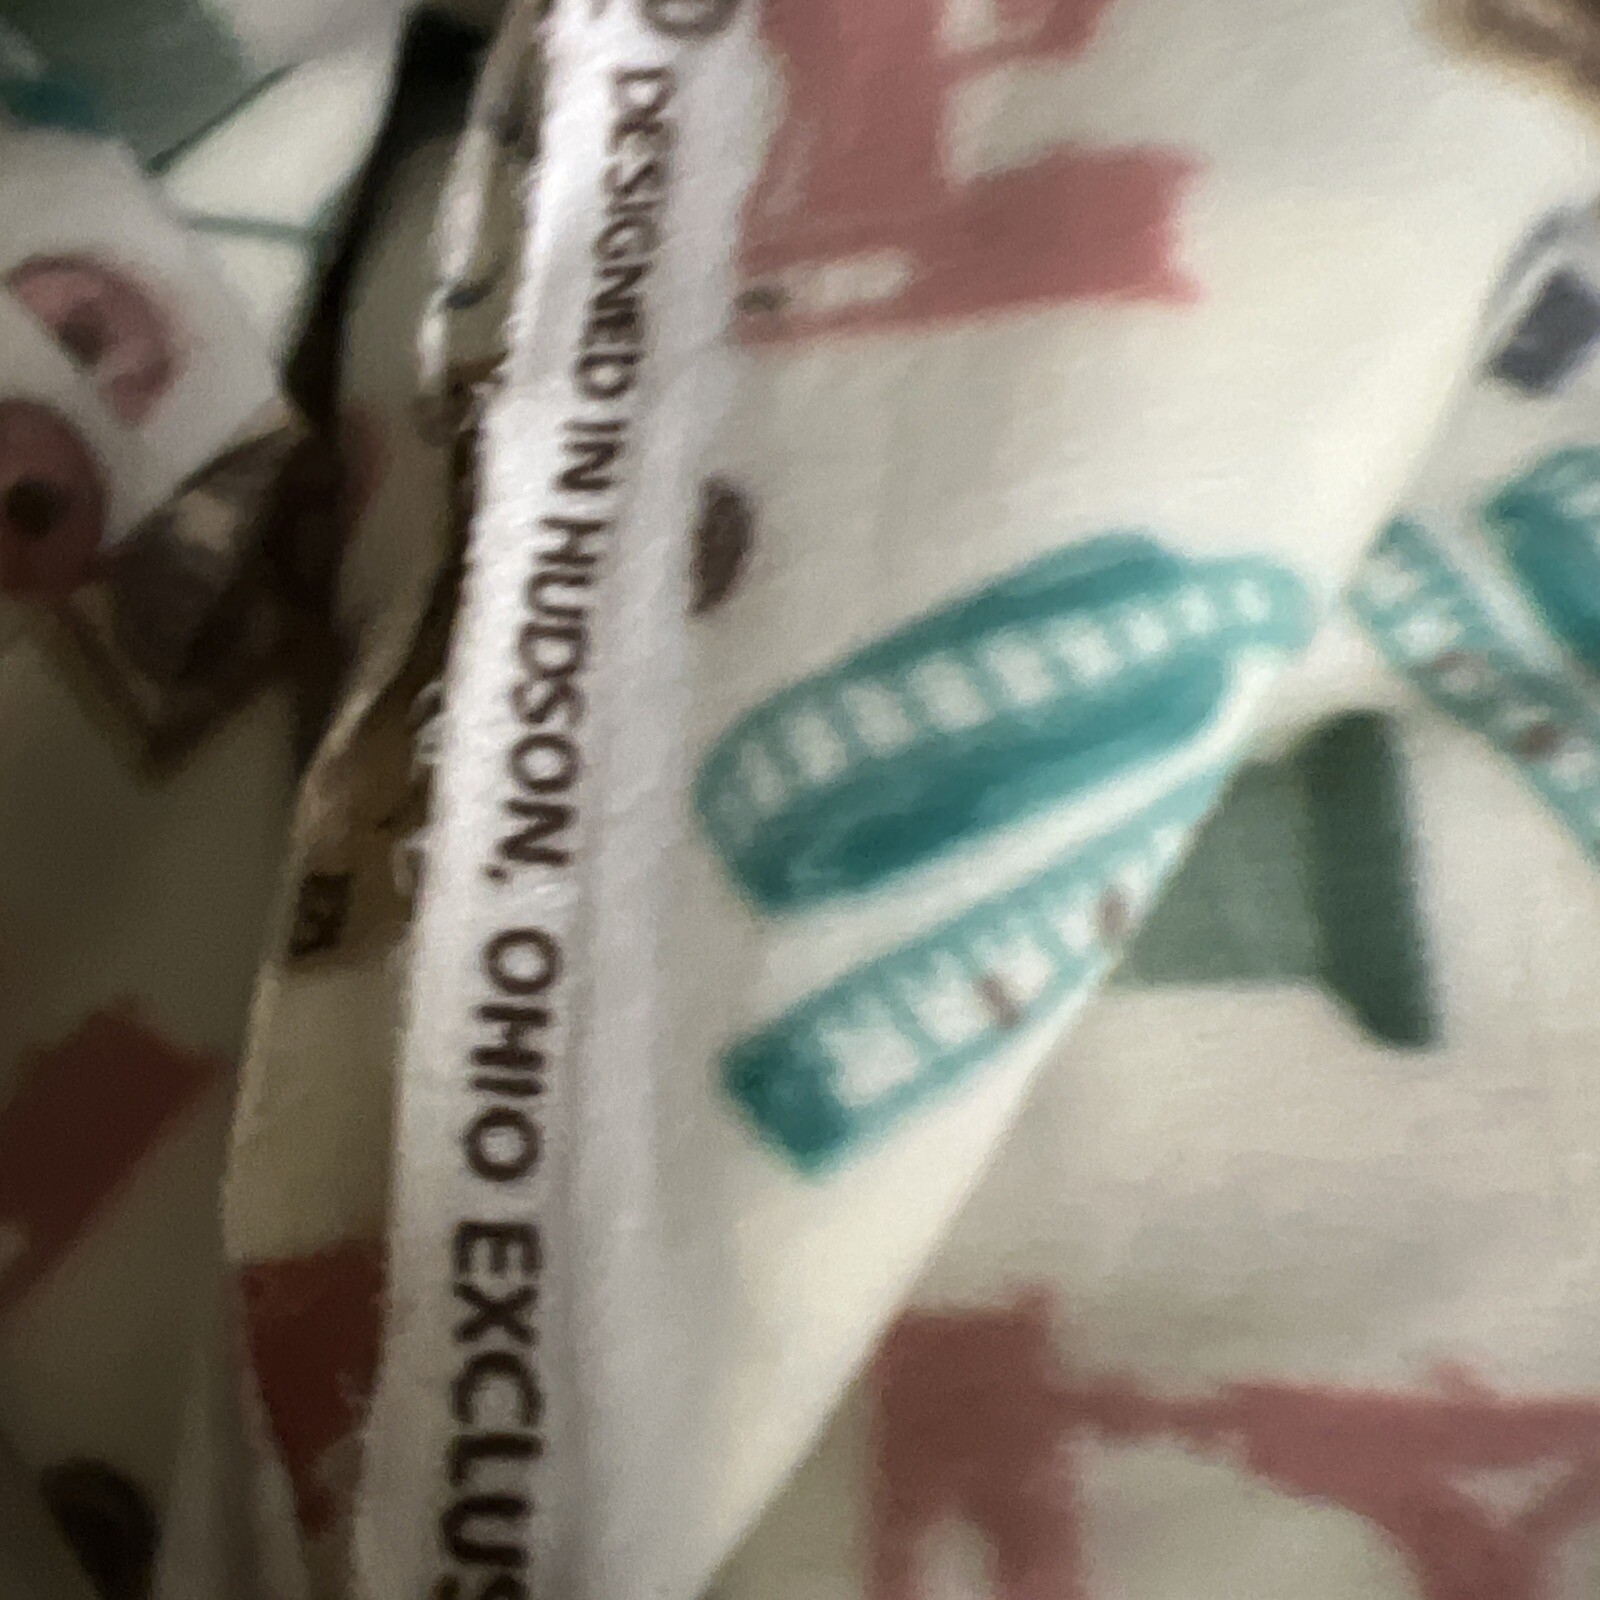 DESIGNED IN HUDSON, OHIO EXCLUS